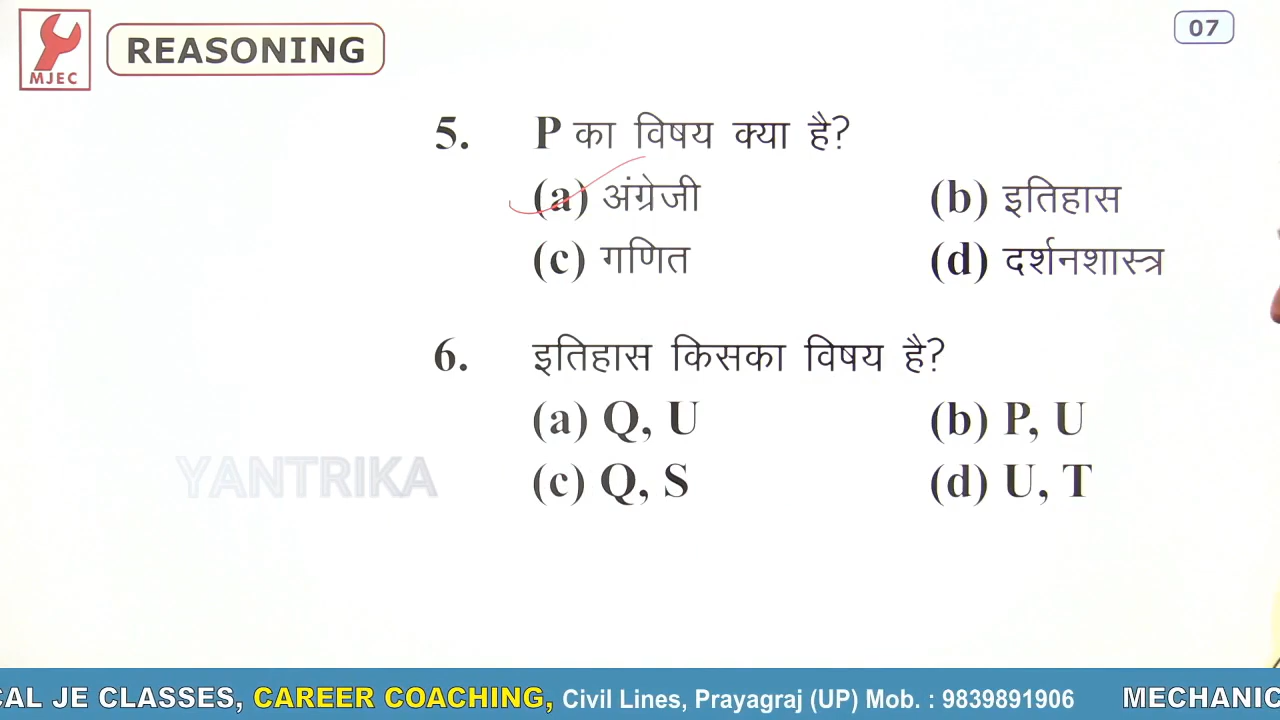 MJEC
REASONING
07
5. P का विषय क्या है?
(a) अंग्रेजी (b) इतिहास
(c) गणित (d) दर्शनशास्त्र
6. इतिहास किसका विषय है?
(a) Q, U (b) P, U
(c) Q, S (d) U, T
YANTRIKA
CAL JE CLASSES, CAREER COACHING, Civil Lines, Prayagraj (UP) Mob. : 9839891906 MECHANIC